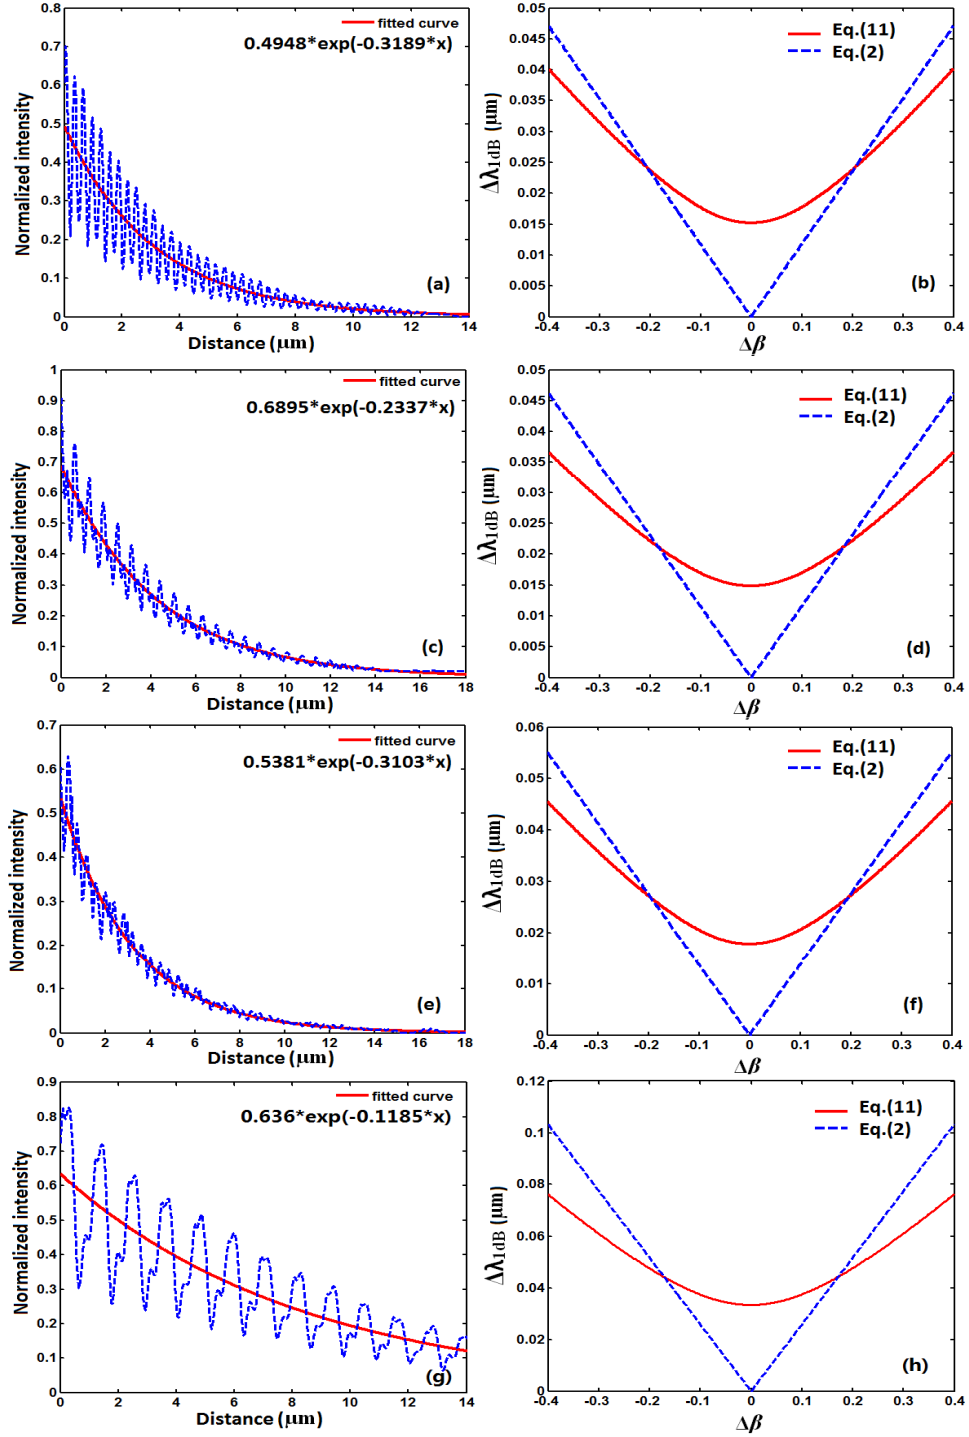 fitted curve
0.4948*exp(-0.3189*x)
Normalized intensity
0.8
0.7
0.6
0.5
0.4
0.3
0.2
0.1
0
(a)
0 2 4 6 8 10 12 14
Distance (μm)
Eq.(11)
Eq.(2)
Δλ1dB (μm)
0.05
0.045
0.04
0.035
0.03
0.025
0.02
0.015
0.01
0.005
0
(b)
-0.4 -0.3 -0.2 -0.1 0 0.1 0.2 0.3 0.4
Δβ
fitted curve
0.6895*exp(-0.2337*x)
Normalized intensity
1
0.9
0.8
0.7
0.6
0.5
0.4
0.3
0.2
0.1
0
(c)
0 2 4 6 8 10 12 14 16 18
Distance (μm)
Eq.(11)
Eq.(2)
Δλ1dB (μm)
0.05
0.045
0.04
0.035
0.03
0.025
0.02
0.015
0.01
0.005
0
(d)
-0.4 -0.3 -0.2 -0.1 0 0.1 0.2 0.3 0.4
Δβ
fitted curve
0.5381*exp(-0.3103*x)
Normalized intensity
0.7
0.6
0.5
0.4
0.3
0.2
0.1
0
(e)
0 2 4 6 8 10 12 14 16 18
Distance (μm)
Eq.(11)
Eq.(2)
Δλ1dB (μm)
0.06
0.05
0.04
0.03
0.02
0.01
0
(f)
-0.4 -0.3 -0.2 -0.1 0 0.1 0.2 0.3 0.4
Δβ
fitted curve
0.636*exp(-0.1185*x)
Normalized intensity
0.9
0.8
0.7
0.6
0.5
0.4
0.3
0.2
0.1
0
(g)
0 2 4 6 8 10 12 14
Distance (μm)
Eq.(11)
Eq.(2)
Δλ1dB (μm)
0.12
0.1
0.08
0.06
0.04
0.02
0
(h)
-0.4 -0.3 -0.2 -0.1 0 0.1 0.2 0.3 0.4
Δβ